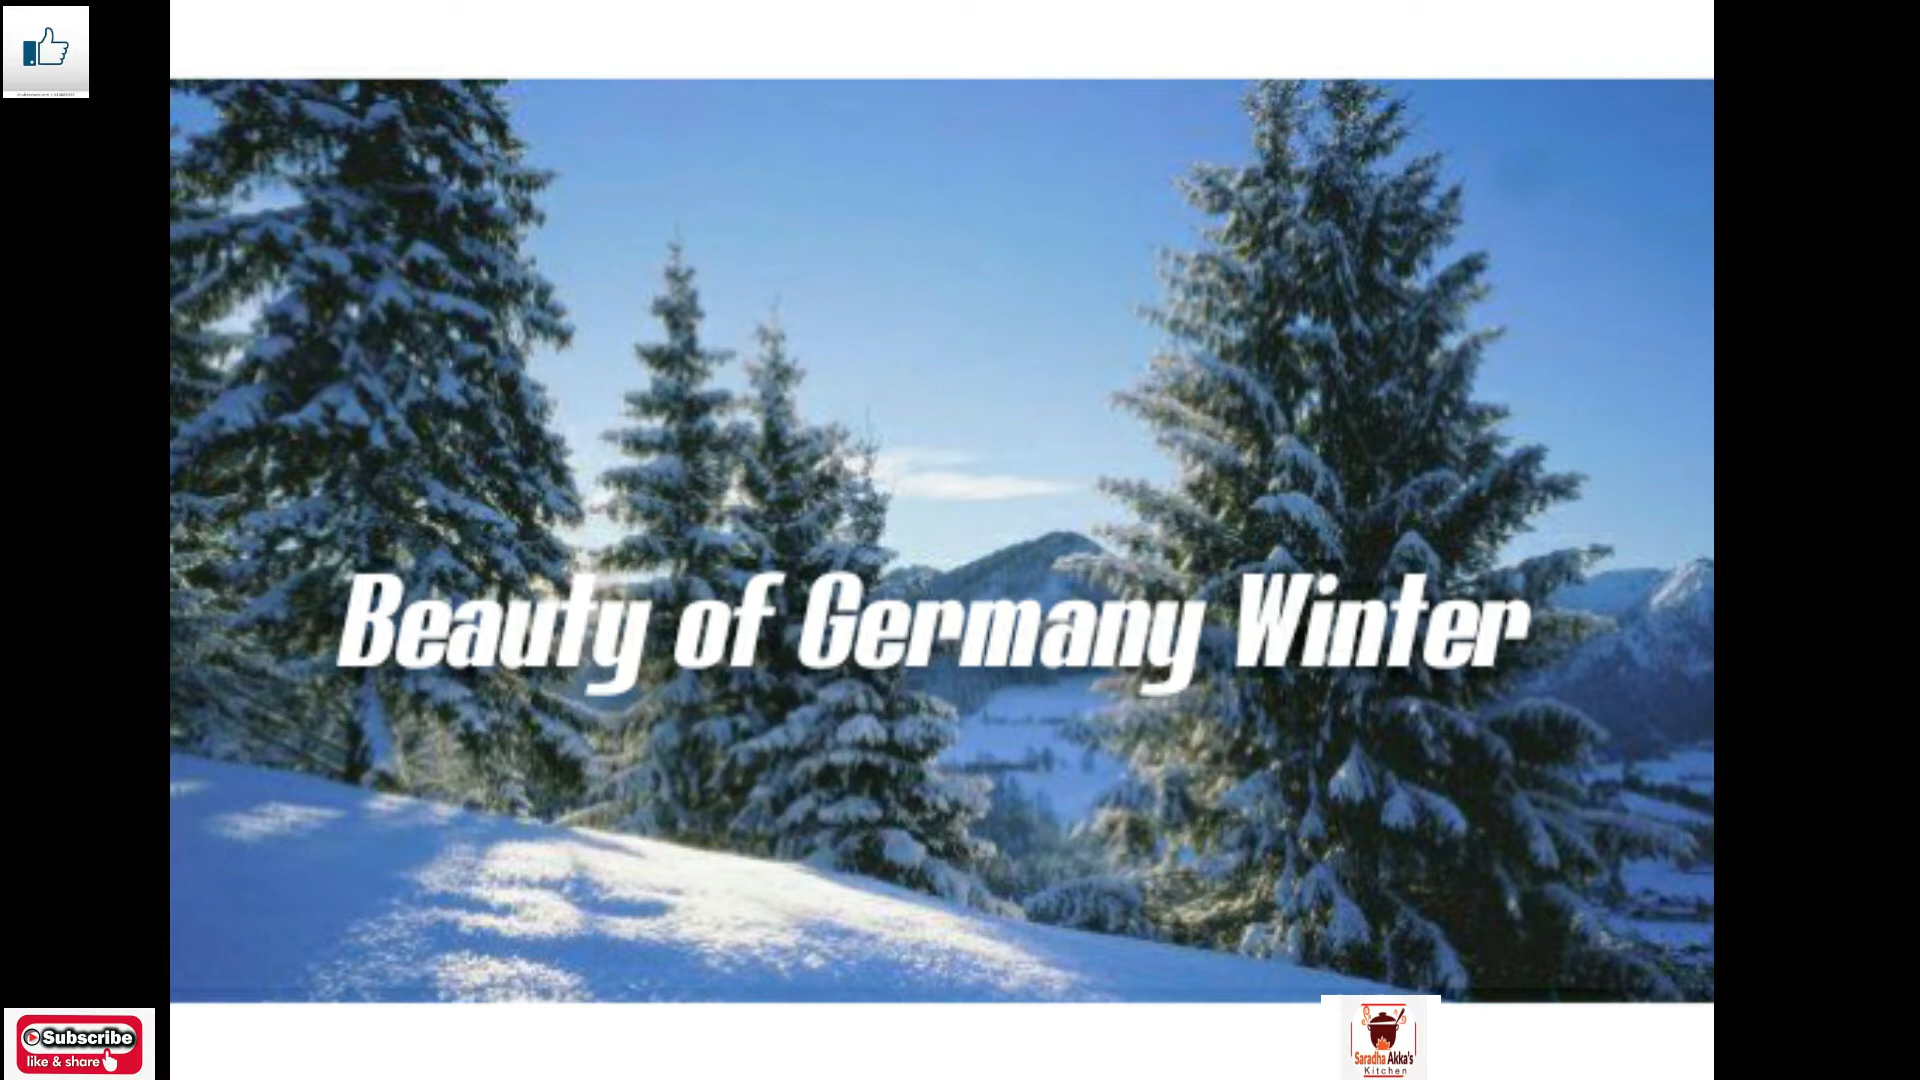 Beauty of Germany Winter
Subscribe
like & share
Saradha Akka's
Kitchen